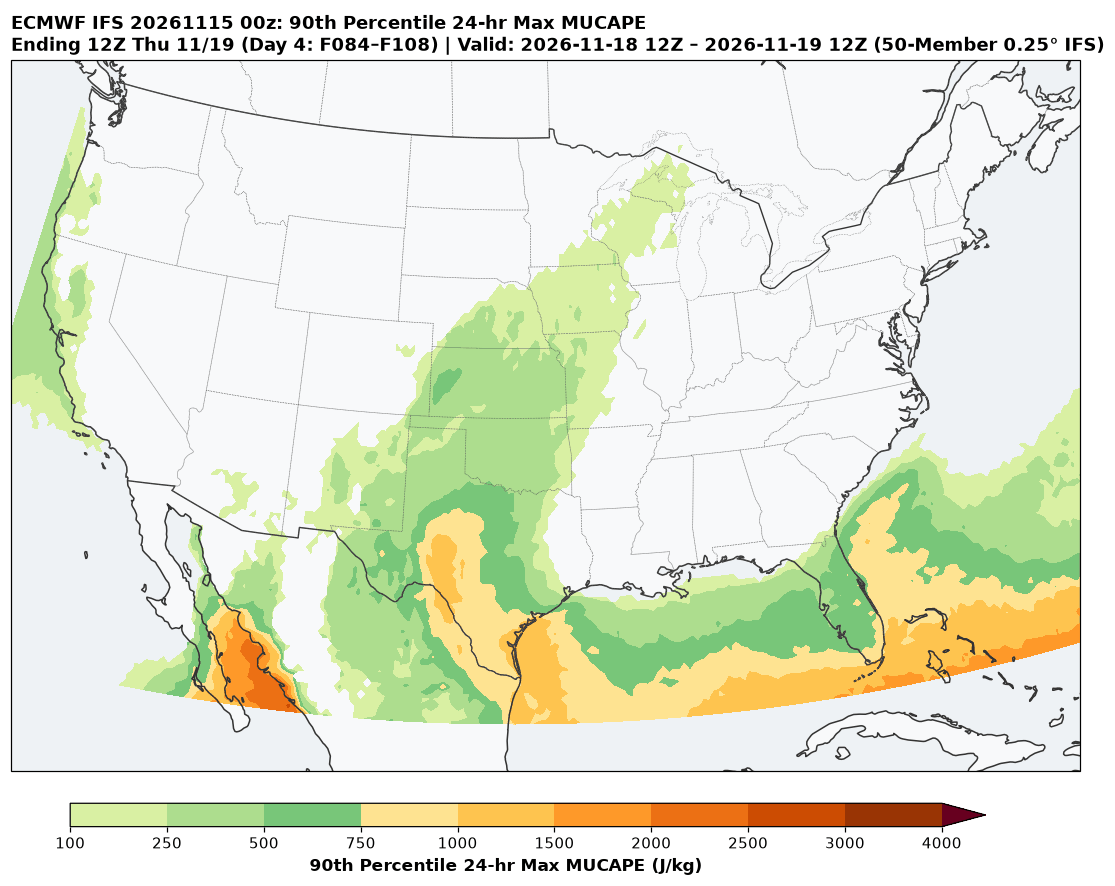 ECMWF IFS 20261115 00z: 90th Percentile 24-hr Max MUCAPE
Ending 12Z Thu 11/19 (Day 4: F084–F108) | Valid: 2026-11-18 12Z – 2026-11-19 12Z (50-Member 0.25° IFS)
100 250 500 750 1000 1500 2000 2500 3000 4000
90th Percentile 24-hr Max MUCAPE (J/kg)